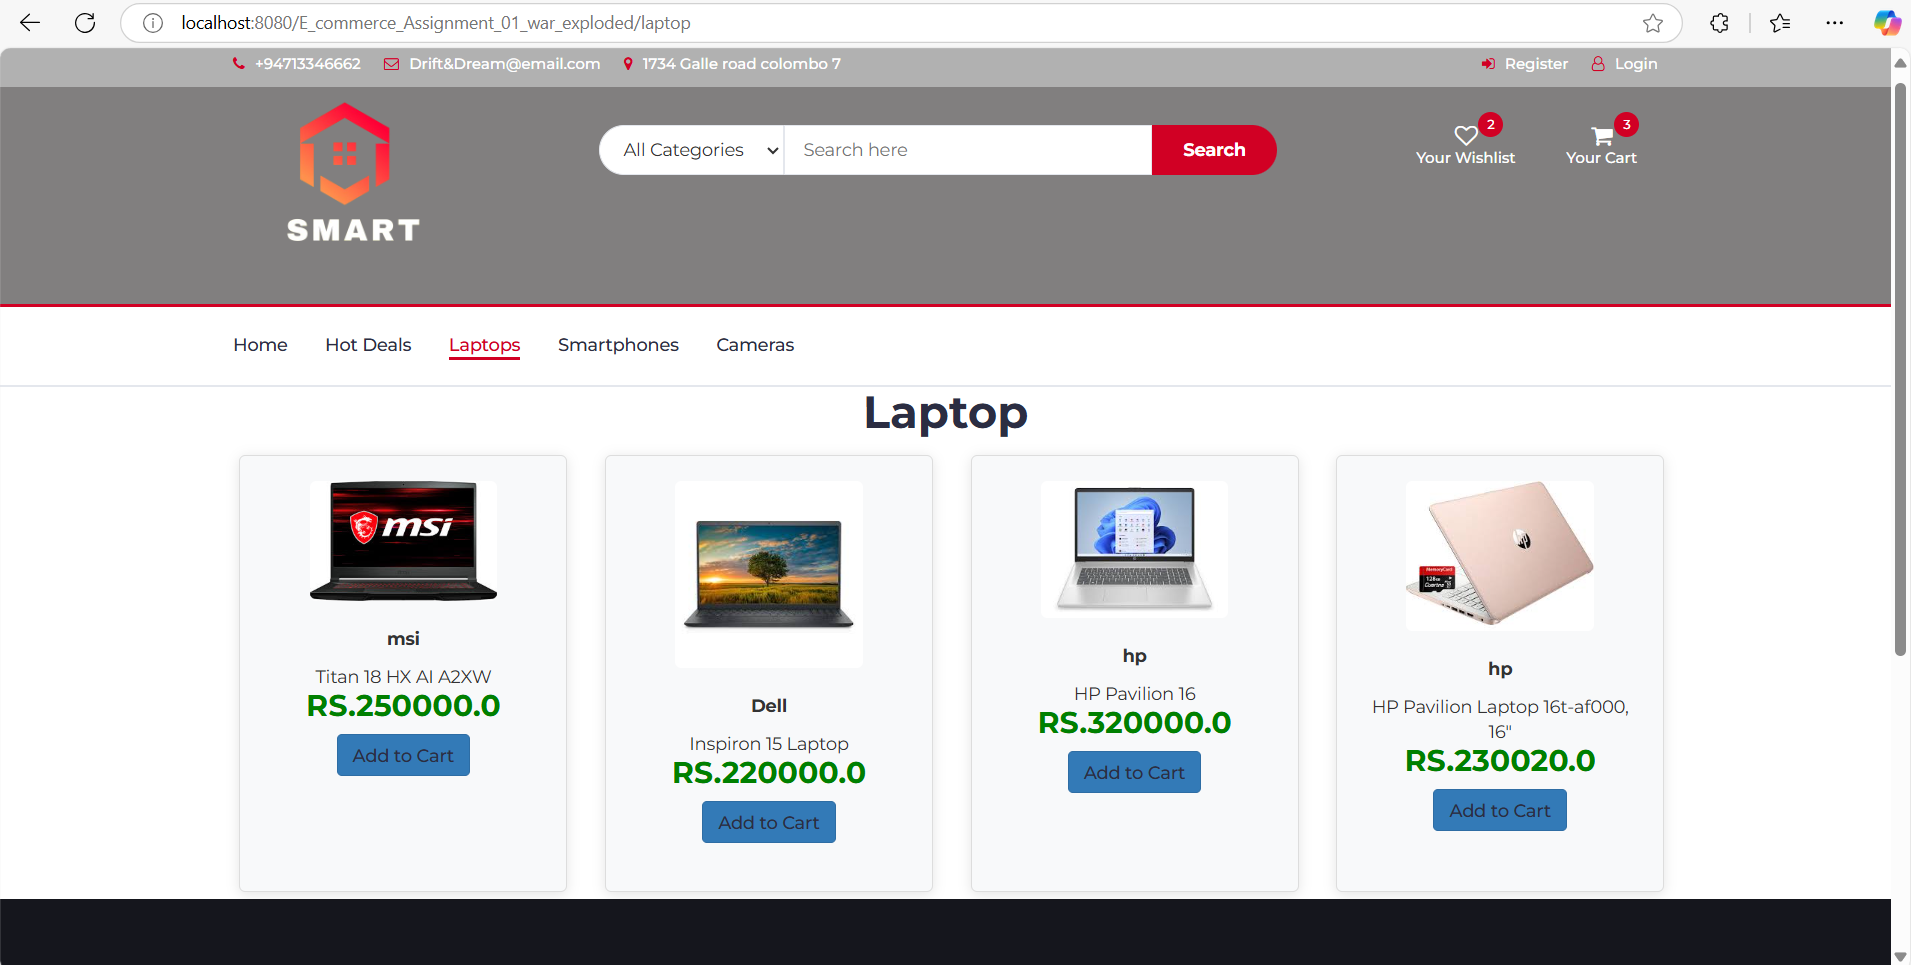 localhost:8080/E_commerce_Assignment_01_war_exploded/laptop
+94713346662 Drift&Dream@email.com 1734 Galle road colombo 7 Register Login
SMART
All Categories Search here Search
2
Your Wishlist
3
Your Cart
Home Hot Deals Laptops Smartphones Cameras
Laptop
msi
msi
Titan 18 HX AI A2XW
RS.250000.0
Add to Cart
Dell
Inspiron 15 Laptop
RS.220000.0
Add to Cart
hp
HP Pavilion 16
RS.320000.0
Add to Cart
hp
MemoryCard
128GB
hp
HP Pavilion Laptop 16t-af000,
16"
RS.230020.0
Add to Cart